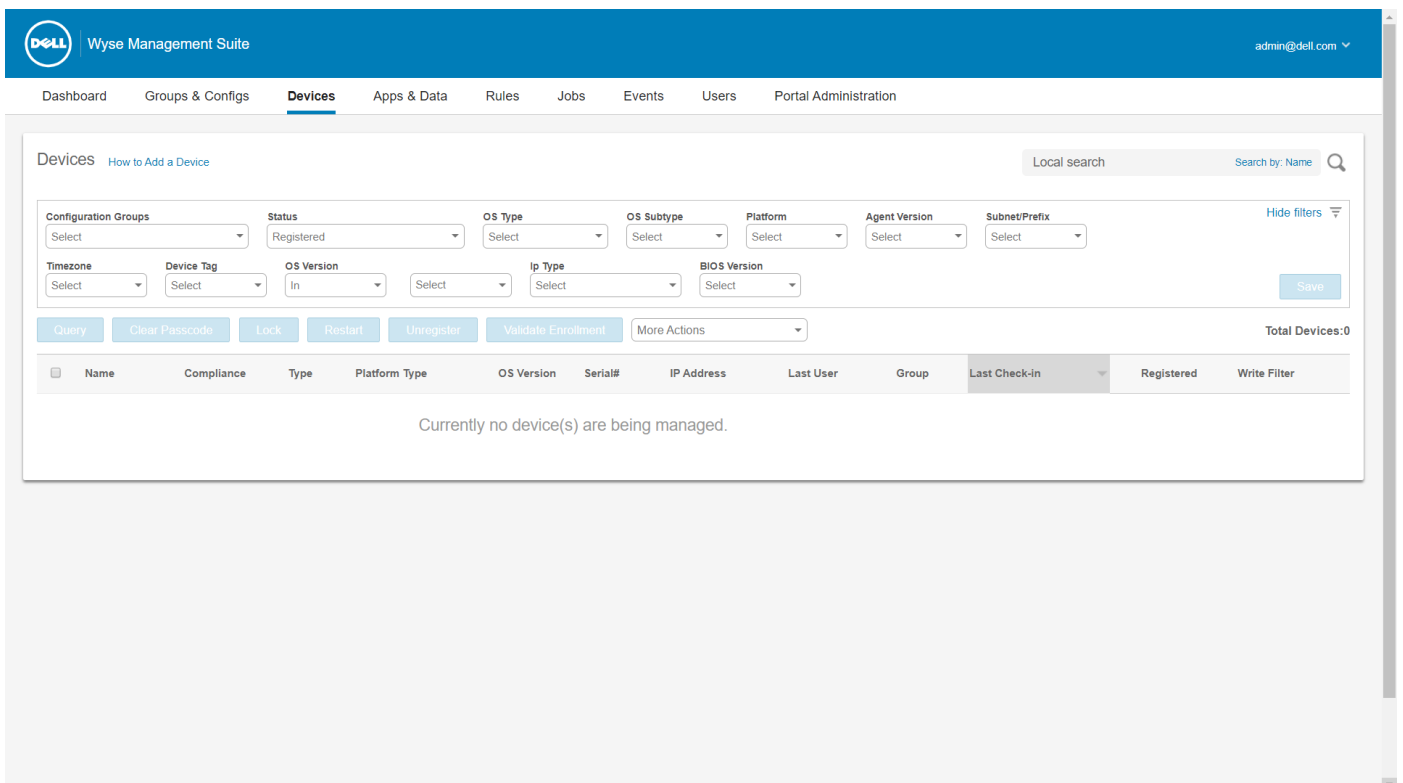 DELL Wyse Management Suite admin@dell.com
Dashboard Groups & Configs Devices Apps & Data Rules Jobs Events Users Portal Administration
Devices How to Add a Device Local search Search by: Name
Configuration Groups Status OS Type OS Subtype Platform Agent Version Subnet/Prefix Hide filters
Select Registered Select Select Select Select Select
Timezone Device Tag OS Version Ip Type BIOS Version
Select Select In Select Select Select Save
Query Clear Passcode Lock Restart Unregister Validate Enrollment More Actions Total Devices:0
Name Compliance Type Platform Type OS Version Serial# IP Address Last User Group Last Check-in Registered Write Filter
Currently no device(s) are being managed.